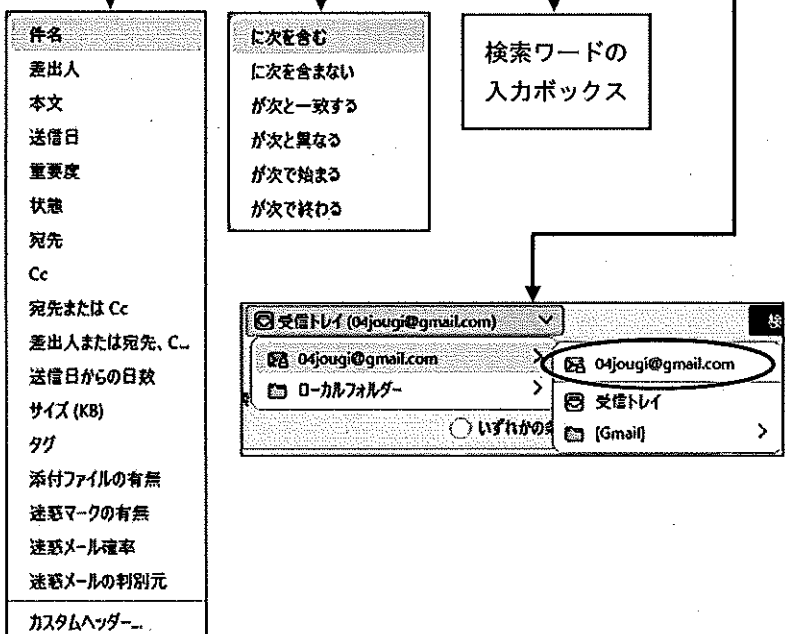 件名
差出人
本文
送信日
重要度
状態
宛先
Cc
宛先または Cc
差出人または宛先、C...
送信日からの日数
サイズ (KB)
タグ
添付ファイルの有無
迷惑マークの有無
迷惑メール確率
迷惑メールの判別元
カスタムヘッダー...
に次を含む
に次を含まない
が次と一致する
が次と異なる
が次で始まる
が次で終わる
検索ワードの
入力ボックス
受信トレイ (04jougi@gmail.com)
検
04jougi@gmail.com
ローカルフォルダー
いずれかの条
04jougi@gmail.com
受信トレイ
[Gmail]